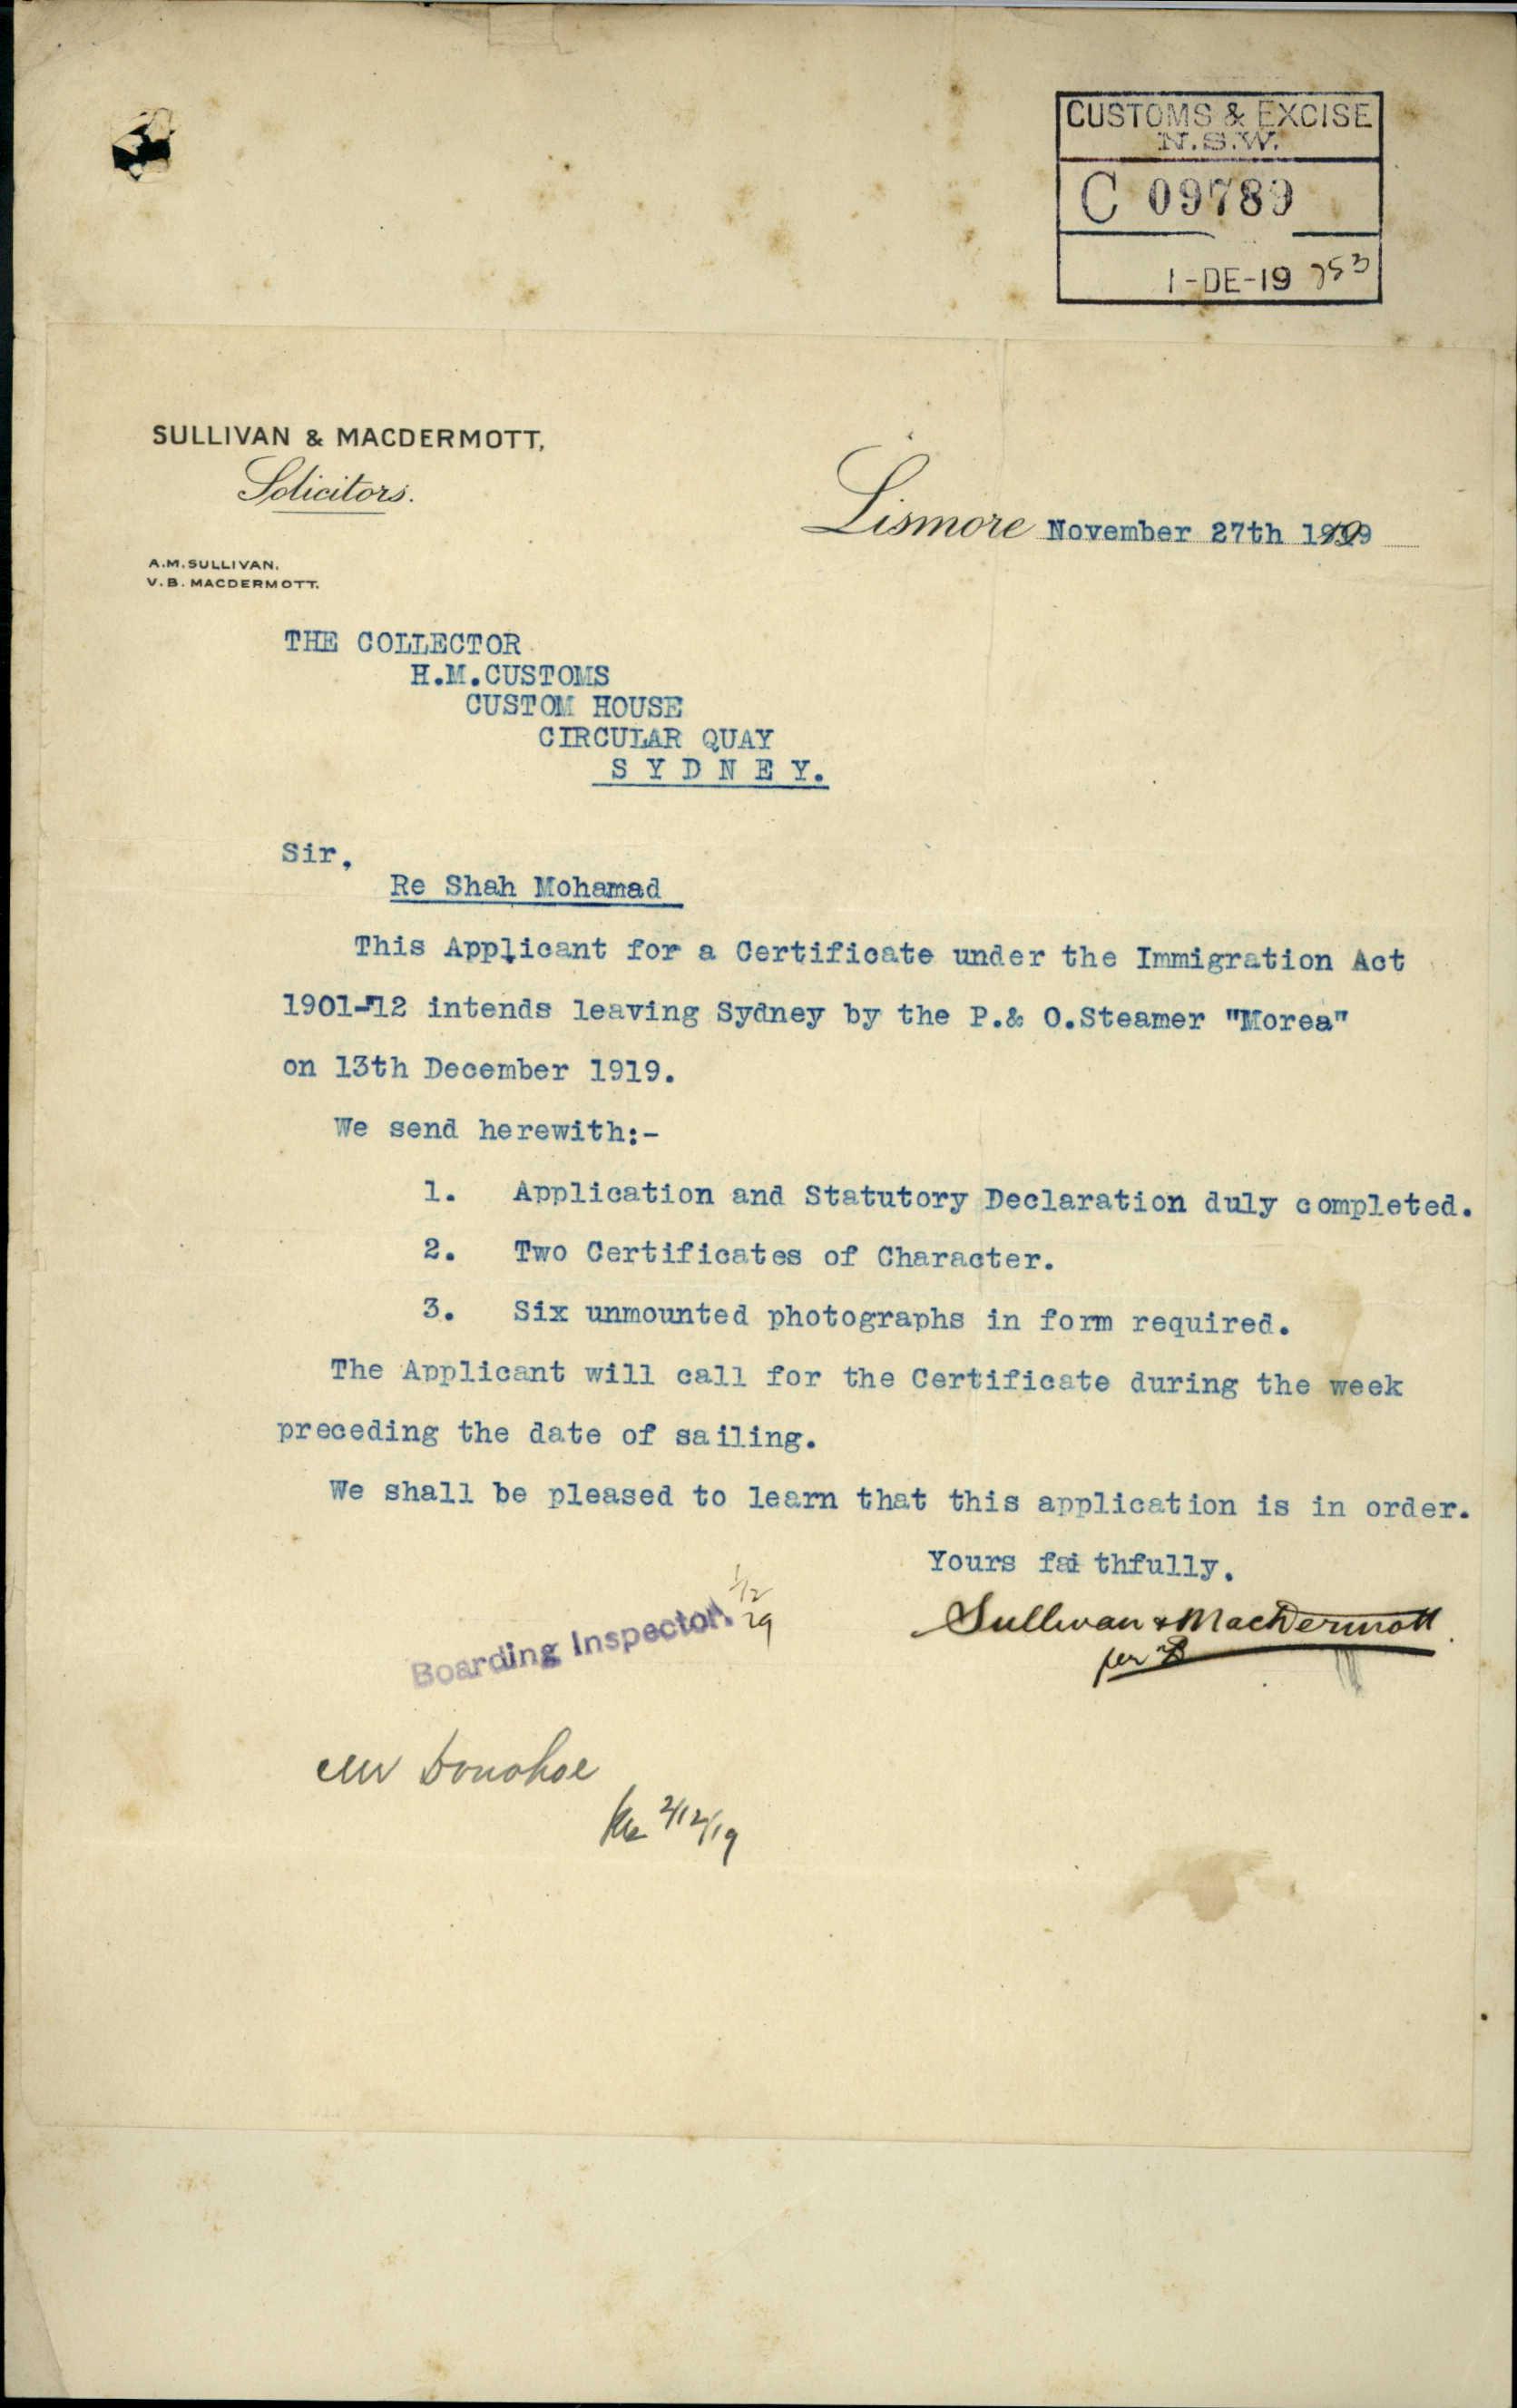 CUSTOMS & EXCISE
N.S.W.
C 09789
1-DE-19 953
SULLIVAN & MACDERMOTT,
Solicitors.
Lismore November 27th 1919
A.M. SULLIVAN.
V.B. MACDERMOTT.
THE COLLECTOR
H.M.CUSTOMS
CUSTOM HOUSE
CIRCULAR QUAY
S Y D N E Y.
Sir,
Re Shah Mohamad
This Applicant for a Certificate under the Immigration Act
1901-12 intends leaving Sydney by the P.& O.Steamer "Morea"
on 13th December 1919.
We send herewith:-
1. Application and Statutory Declaration duly completed.
2. Two Certificates of Character.
3. Six unmounted photographs in form required.
The Applicant will call for the Certificate during the week
preceding the date of sailing.
We shall be pleased to learn that this application is in order.
Yours faithfully.
Sullivan & MacDermott
per
Boarding Inspector. 1/12/19
Mr Donohoe
2/12/19